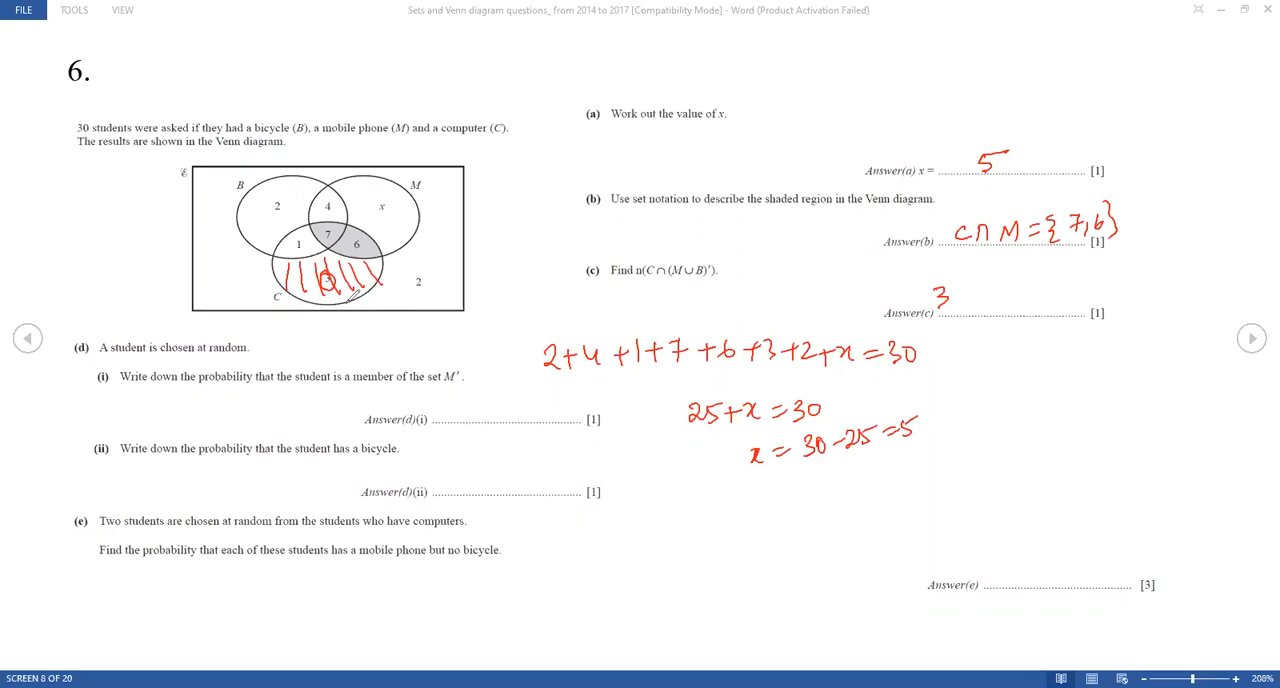 FILE TOOLS VIEW Sets and Venn diagram questions_ from 2014 to 2017 [Compatibility Mode] - Word (Product Activation Failed)
6.
30 students were asked if they had a bicycle (B), a mobile phone (M) and a computer (C).
The results are shown in the Venn diagram.
ℰ
B
M
2
4
x
7
1
6
3
2
C
(a) Work out the value of x.
Answer(a) x = 5 [1]
(b) Use set notation to describe the shaded region in the Venn diagram.
Answer(b) C∩M = {7,6} [1]
(c) Find n(C ∩ (M ∪ B)′).
Answer(c) 3 [1]
2+4+1+7+6+3+2+x=30
25+x=30
x=30-25=5
(d) A student is chosen at random.
(i) Write down the probability that the student is a member of the set M′.
Answer(d)(i) [1]
(ii) Write down the probability that the student has a bicycle.
Answer(d)(ii) [1]
(e) Two students are chosen at random from the students who have computers.
Find the probability that each of these students has a mobile phone but no bicycle.
Answer(e) [3]
SCREEN 8 OF 20 208%